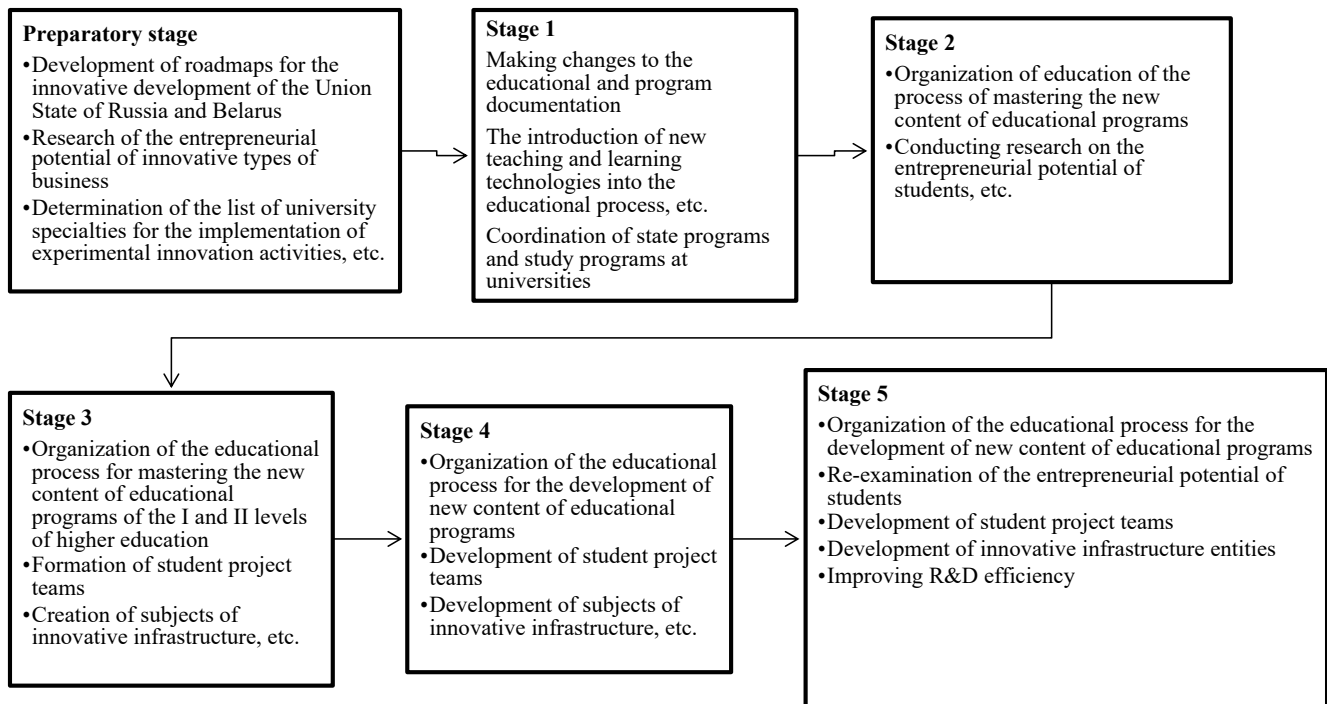 Preparatory stage
•Development of roadmaps for the
innovative development of the Union
State of Russia and Belarus
•Research of the entrepreneurial
potential of innovative types of
business
•Determination of the list of university
specialties for the implementation of
experimental innovation activities, etc.
Stage 1
Making changes to the
educational and program
documentation
The introduction of new
teaching and learning
technologies into the
educational process, etc.
Coordination of state programs
and study programs at
universities
Stage 2
•Organization of education of the
process of mastering the new
content of educational programs
•Conducting research on the
entrepreneurial potential of
students, etc.
Stage 3
•Organization of the educational
process for mastering the new
content of educational
programs of the I and II levels
of higher education
•Formation of student project
teams
•Creation of subjects of
innovative infrastructure, etc.
Stage 4
•Organization of the educational
process for the development of
new content of educational
programs
•Development of student project
teams
•Development of subjects of
innovative infrastructure, etc.
Stage 5
•Organization of the educational process for the
development of new content of educational programs
•Re-examination of the entrepreneurial potential of
students
•Development of student project teams
•Development of innovative infrastructure entities
•Improving R&D efficiency